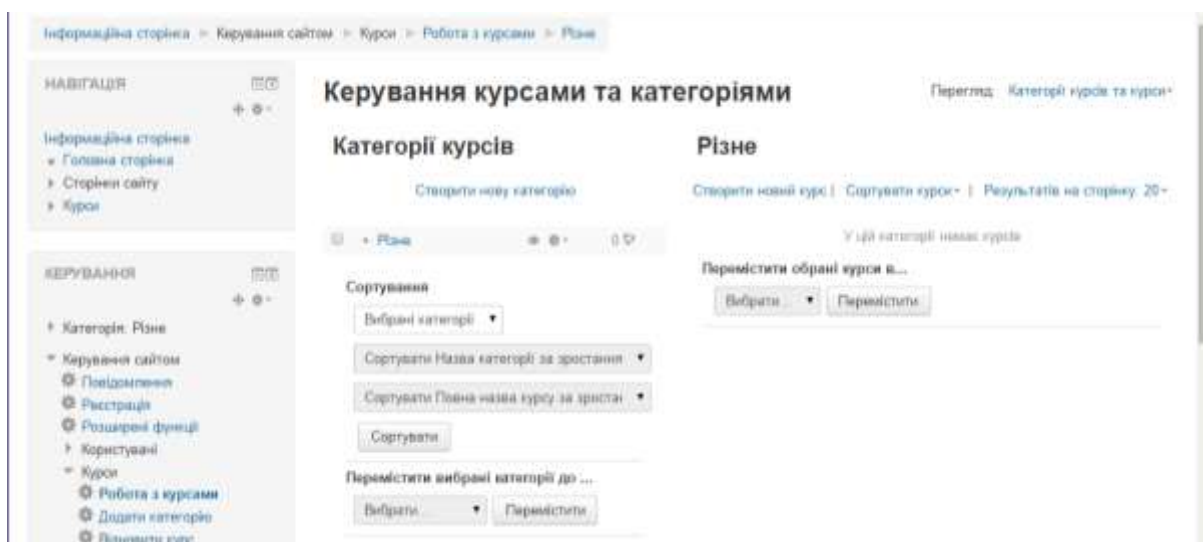 Інформаційна сторінка ► Керування сайтом ► Курси ► Робота з курсами ► Різне
НАВІГАЦІЯ
Інформаційна сторінка
Головна сторінка
Сторінки сайту
Курси
КЕРУВАННЯ
Категорія: Різне
Керування сайтом
Повідомлення
Реєстрація
Розширені функції
Користувачі
Курси
Робота з курсами
Додати категорію
Відновити курс
Керування курсами та категоріями
Перегляд Категорії курсів та курси
Категорії курсів
Створити нову категорію
Різне 0
Сортування
Вибрані категорії
Сортувати Назва категорії за зростання
Сортувати Повна назва курсу за зростан
Сортувати
Перемістити вибрані категорії до ...
Вибрати... Перемістити
Різне
Створити новий курс | Сортувати курси | Результатів на сторінку: 20
У цій категорії немає курсів
Перемістити обрані курси в...
Вибрати... Перемістити